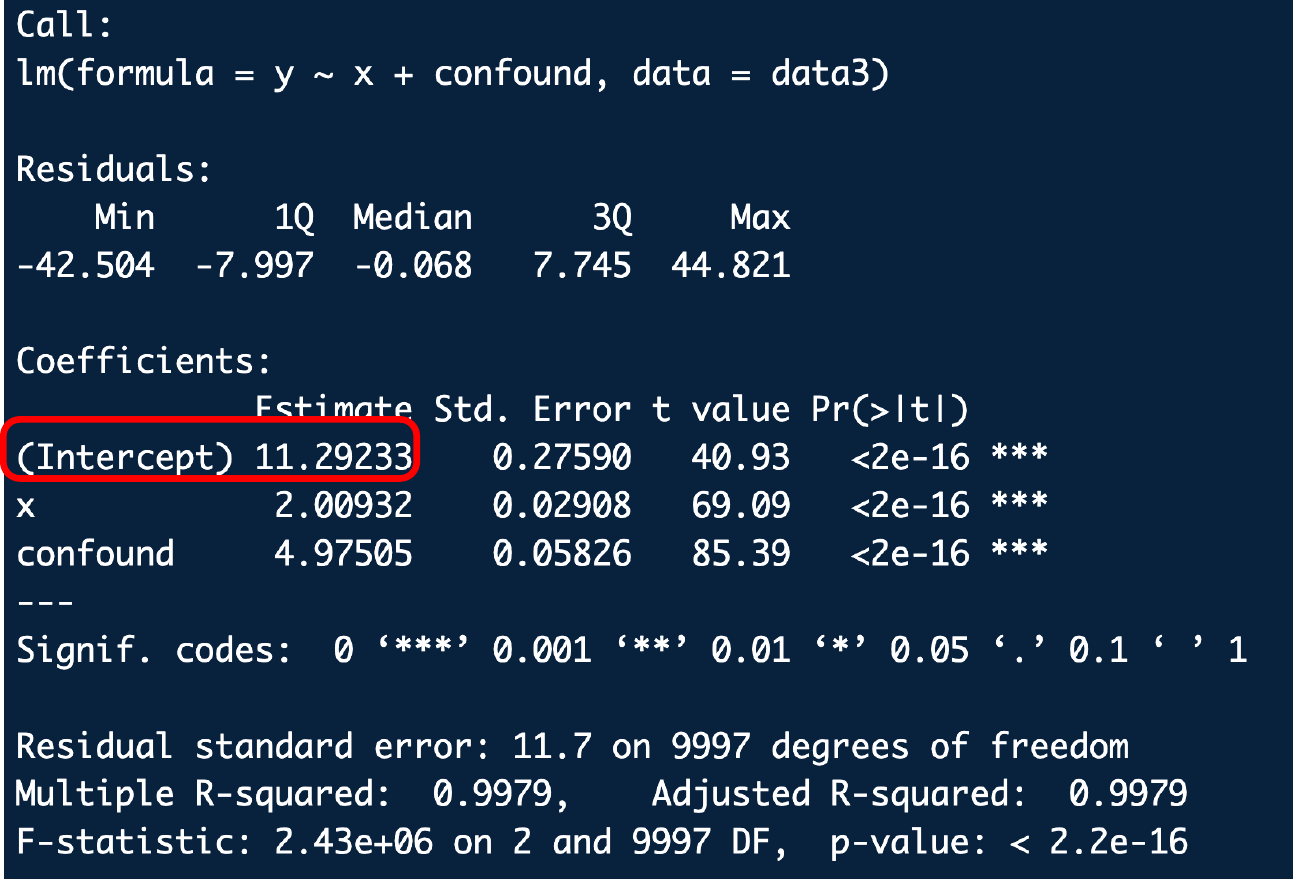 Call:
lm(formula = y ~ x + confound, data = data3)
Residuals:
Min 1Q Median 3Q Max
-42.504 -7.997 -0.068 7.745 44.821
Coefficients:
Estimate Std. Error t value Pr(>|t|)
(Intercept) 11.29233 0.27590 40.93 <2e-16 ***
x 2.00932 0.02908 69.09 <2e-16 ***
confound 4.97505 0.05826 85.39 <2e-16 ***
---
Signif. codes: 0 ‘***’ 0.001 ‘**’ 0.01 ‘*’ 0.05 ‘.’ 0.1 ‘ ’ 1
Residual standard error: 11.7 on 9997 degrees of freedom
Multiple R-squared: 0.9979, Adjusted R-squared: 0.9979
F-statistic: 2.43e+06 on 2 and 9997 DF, p-value: < 2.2e-16